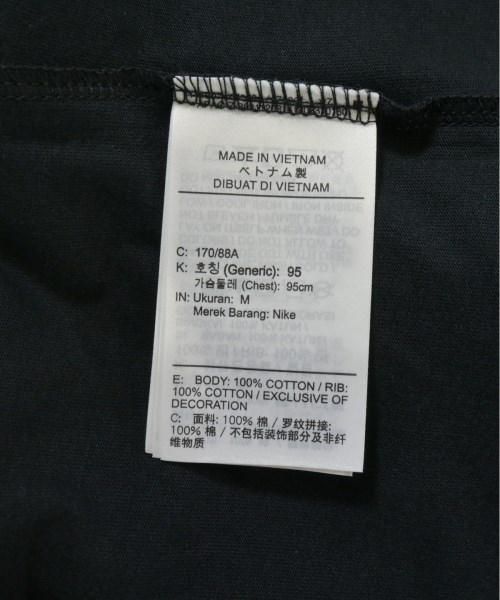 MADE IN VIETNAM
ベトナム製
DIBUAT DI VIETNAM
C: 170/88A
K: 호칭 (Generic): 95
가슴둘레 (Chest): 95cm
IN: Ukuran: M
Merek Barang: Nike
E: BODY: 100% COTTON / RIB:
100% COTTON / EXCLUSIVE OF
DECORATION
C: 面料: 100% 棉 / 罗纹拼接:
100% 棉 / 不包括装饰部分及非纤
维物质